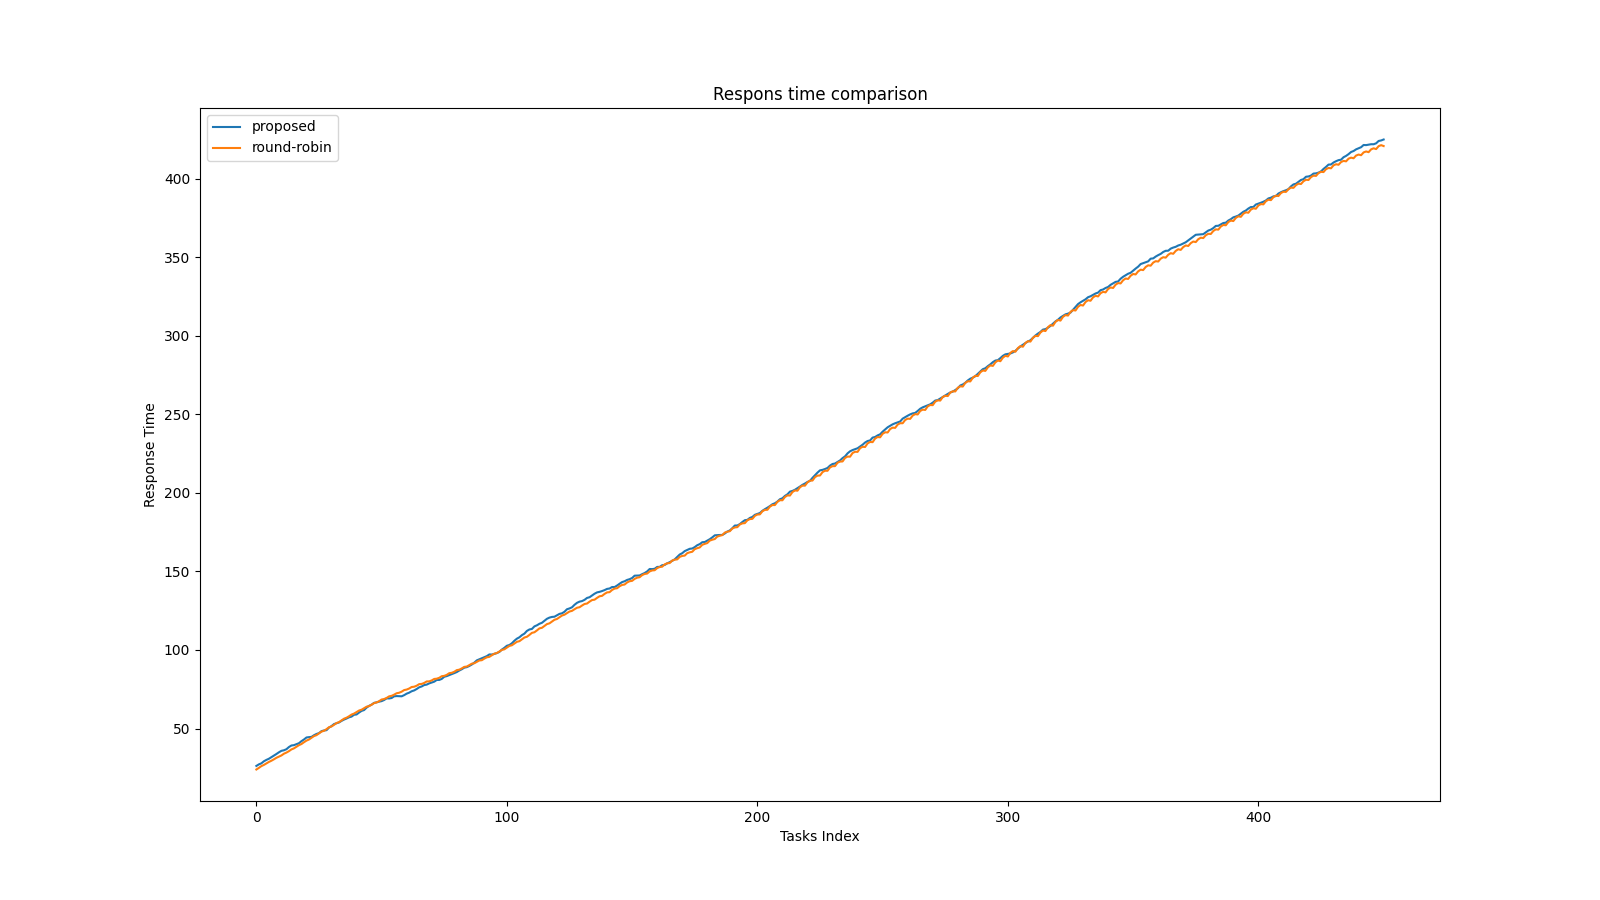 Respons time comparison
proposed
round-robin
400
350
300
250
200
150
100
50
Response Time
0 100 200 300 400
Tasks Index